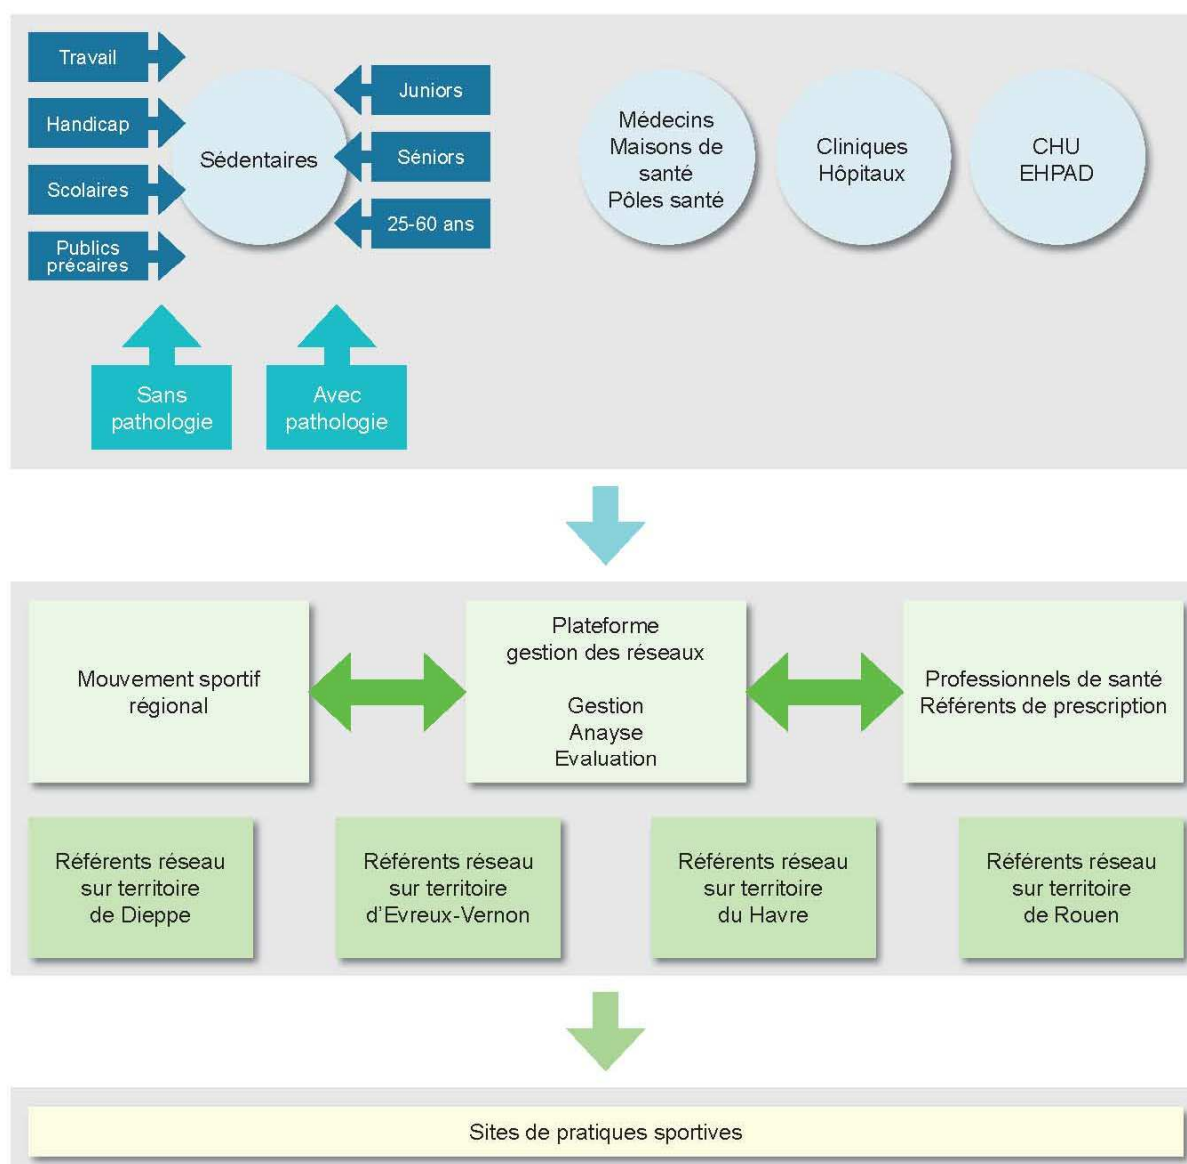 Travail
Handicap
Scolaires
Publics
précaires
Sédentaires
Juniors
Séniors
25-60 ans
Médecins
Maisons de
santé
Pôles santé
Cliniques
Hôpitaux
CHU
EHPAD
Sans
pathologie
Avec
pathologie
Mouvement sportif
régional
Plateforme
gestion des réseaux
Gestion
Anayse
Evaluation
Professionnels de santé
Référents de prescription
Référents réseau
sur territoire
de Dieppe
Référents réseau
sur territoire
d'Evreux-Vernon
Référents réseau
sur territoire
du Havre
Référents réseau
sur territoire
de Rouen
Sites de pratiques sportives